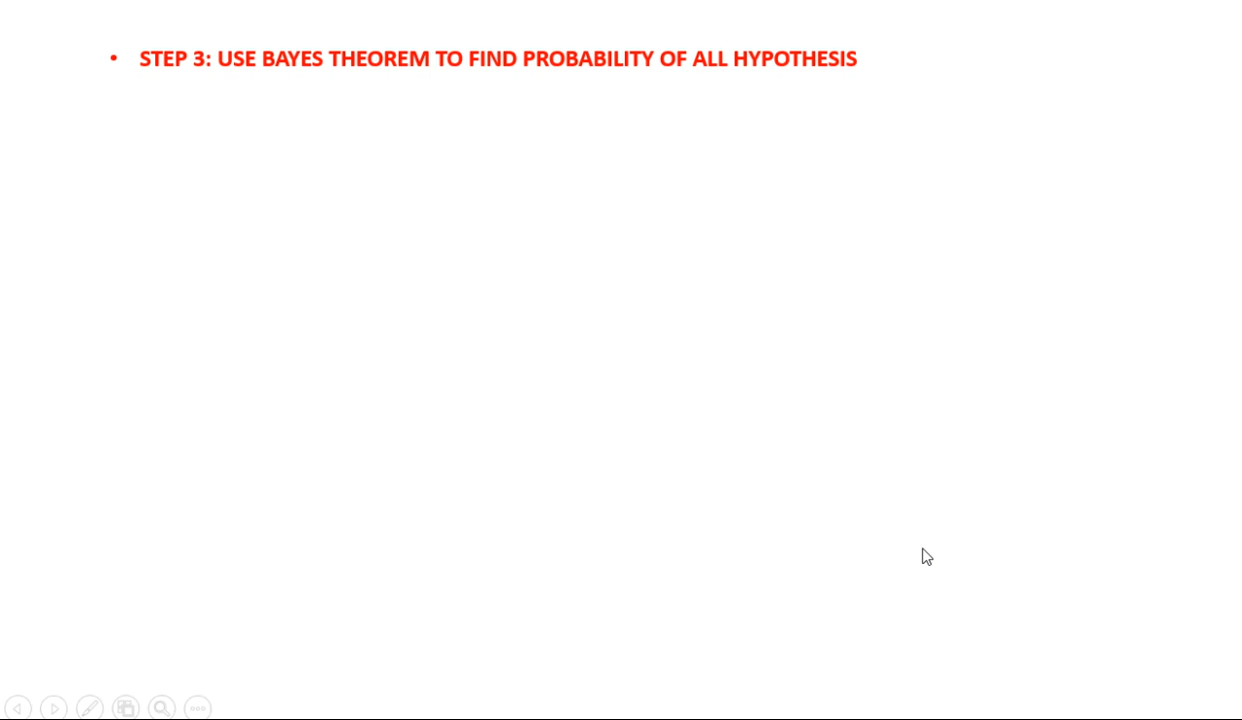 • STEP 3: USE BAYES THEOREM TO FIND PROBABILITY OF ALL HYPOTHESIS